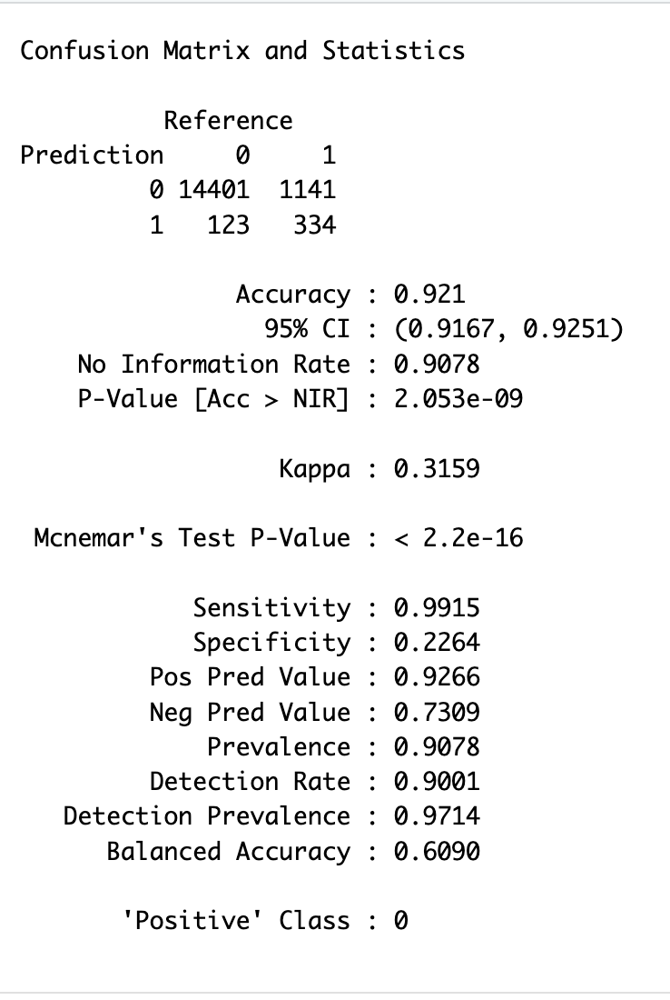 Confusion Matrix and Statistics
Reference
Prediction 0 1
0 14401 1141
1 123 334
Accuracy : 0.921
95% CI : (0.9167, 0.9251)
No Information Rate : 0.9078
P-Value [Acc > NIR] : 2.053e-09
Kappa : 0.3159
Mcnemar's Test P-Value : < 2.2e-16
Sensitivity : 0.9915
Specificity : 0.2264
Pos Pred Value : 0.9266
Neg Pred Value : 0.7309
Prevalence : 0.9078
Detection Rate : 0.9001
Detection Prevalence : 0.9714
Balanced Accuracy : 0.6090
'Positive' Class : 0